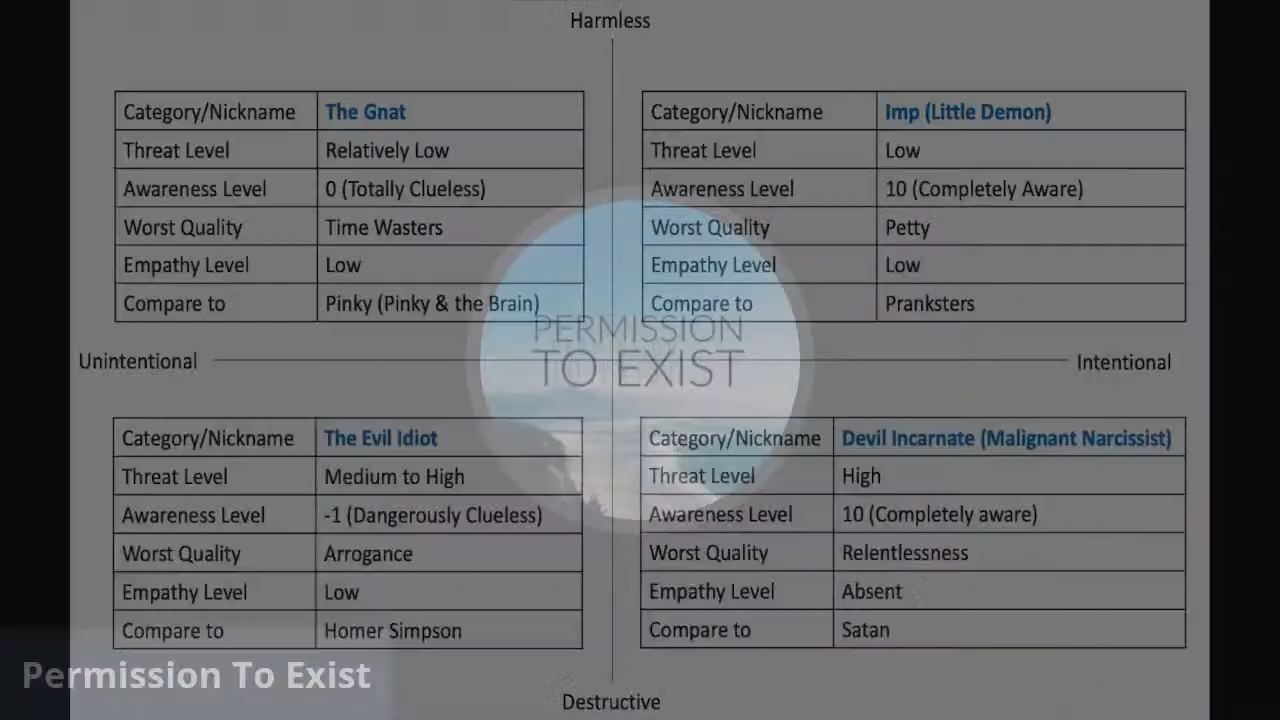 Harmless
Category/Nickname The Gnat
Threat Level Relatively Low
Awareness Level 0 (Totally Clueless)
Worst Quality Time Wasters
Empathy Level Low
Compare to Pinky (Pinky & the Brain)
Category/Nickname Imp (Little Demon)
Threat Level Low
Awareness Level 10 (Completely Aware)
Worst Quality Petty
Empathy Level Low
Compare to Pranksters
PERMISSION
TO EXIST
Unintentional
Intentional
Category/Nickname The Evil Idiot
Threat Level Medium to High
Awareness Level -1 (Dangerously Clueless)
Worst Quality Arrogance
Empathy Level Low
Compare to Homer Simpson
Category/Nickname Devil Incarnate (Malignant Narcissist)
Threat Level High
Awareness Level 10 (Completely aware)
Worst Quality Relentlessness
Empathy Level Absent
Compare to Satan
Permission To Exist
Destructive